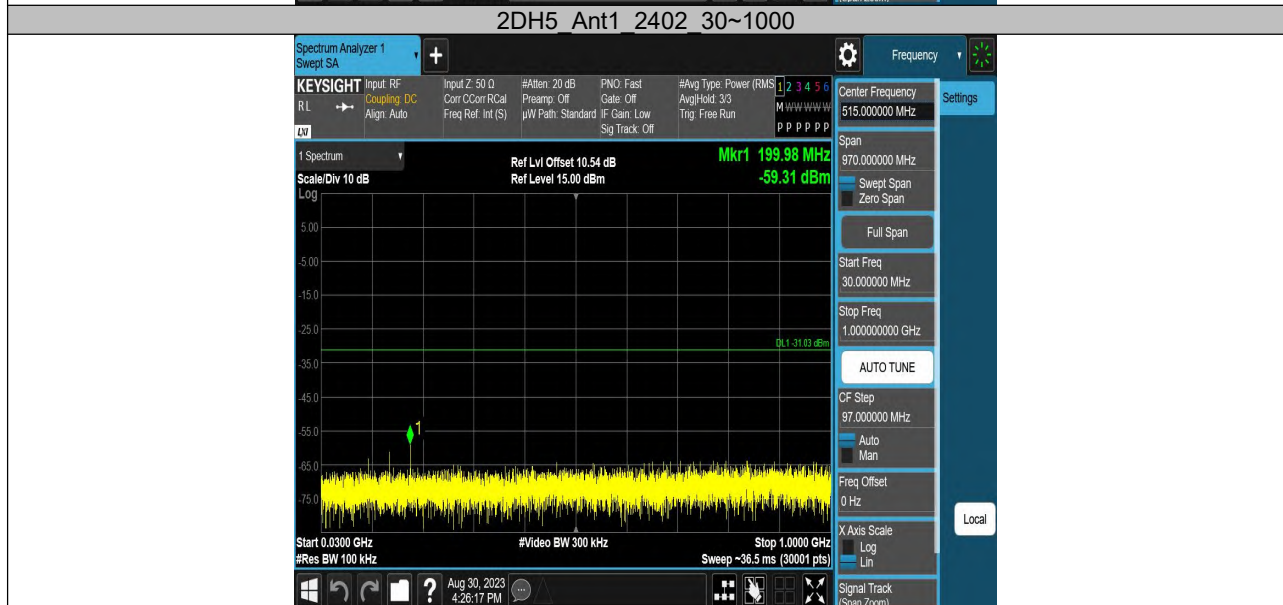 2DH5_Ant1_2402_30~1000
Spectrum Analyzer 1
Swept SA
Frequency
KEYSIGHT
RL
LXI
Input: RF
Coupling: DC
Align: Auto
Input Z: 50 Ω
Corr CCorr RCal
Freq Ref: Int (S)
#Atten: 20 dB
Preamp: Off
µW Path: Standard
PNO: Fast
Gate: Off
IF Gain: Low
Sig Track: Off
#Avg Type: Power (RMS
Avg|Hold: 3/3
Trig: Free Run
1 2 3 4 5 6
M W W W W W
P P P P P P
1 Spectrum
Scale/Div 10 dB
Ref Lvl Offset 10.54 dB
Ref Level 15.00 dBm
Mkr1 199.98 MHz
-59.31 dBm
Log
5.00
-5.00
-15.0
-25.0
DL1 -31.03 dBm
-35.0
-45.0
-55.0
1
-65.0
-75.0
Start 0.0300 GHz
#Res BW 100 kHz
#Video BW 300 kHz
Stop 1.0000 GHz
Sweep ~36.5 ms (30001 pts)
?
Aug 30, 2023
4:26:17 PM
Center Frequency
515.000000 MHz
Settings
Span
970.000000 MHz
Swept Span
Zero Span
Full Span
Start Freq
30.000000 MHz
Stop Freq
1.000000000 GHz
AUTO TUNE
CF Step
97.000000 MHz
Auto
Man
Freq Offset
0 Hz
X Axis Scale
Log
Lin
Local
Signal Track
(Span Zoom)